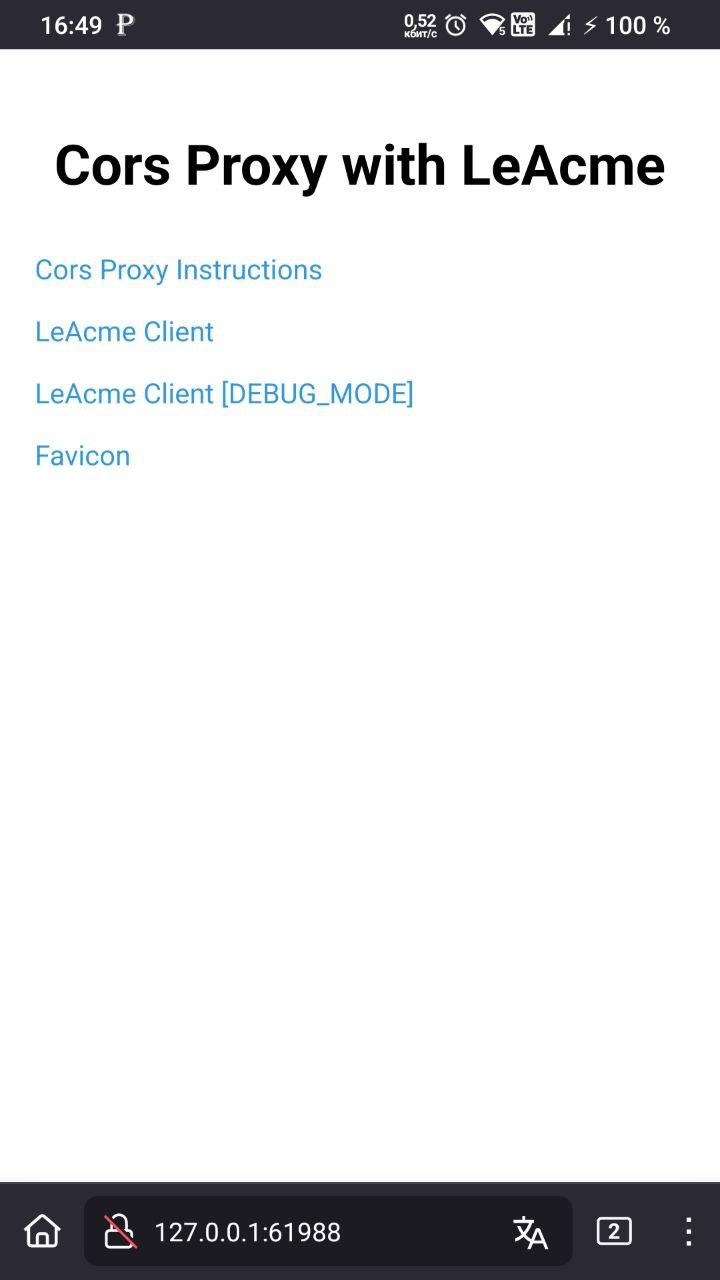 16:49 0,52 кбит/с 5 Vo LTE 100 %
Cors Proxy with LeAcme
Cors Proxy Instructions
LeAcme Client
LeAcme Client [DEBUG_MODE]
Favicon
127.0.0.1:61988 2